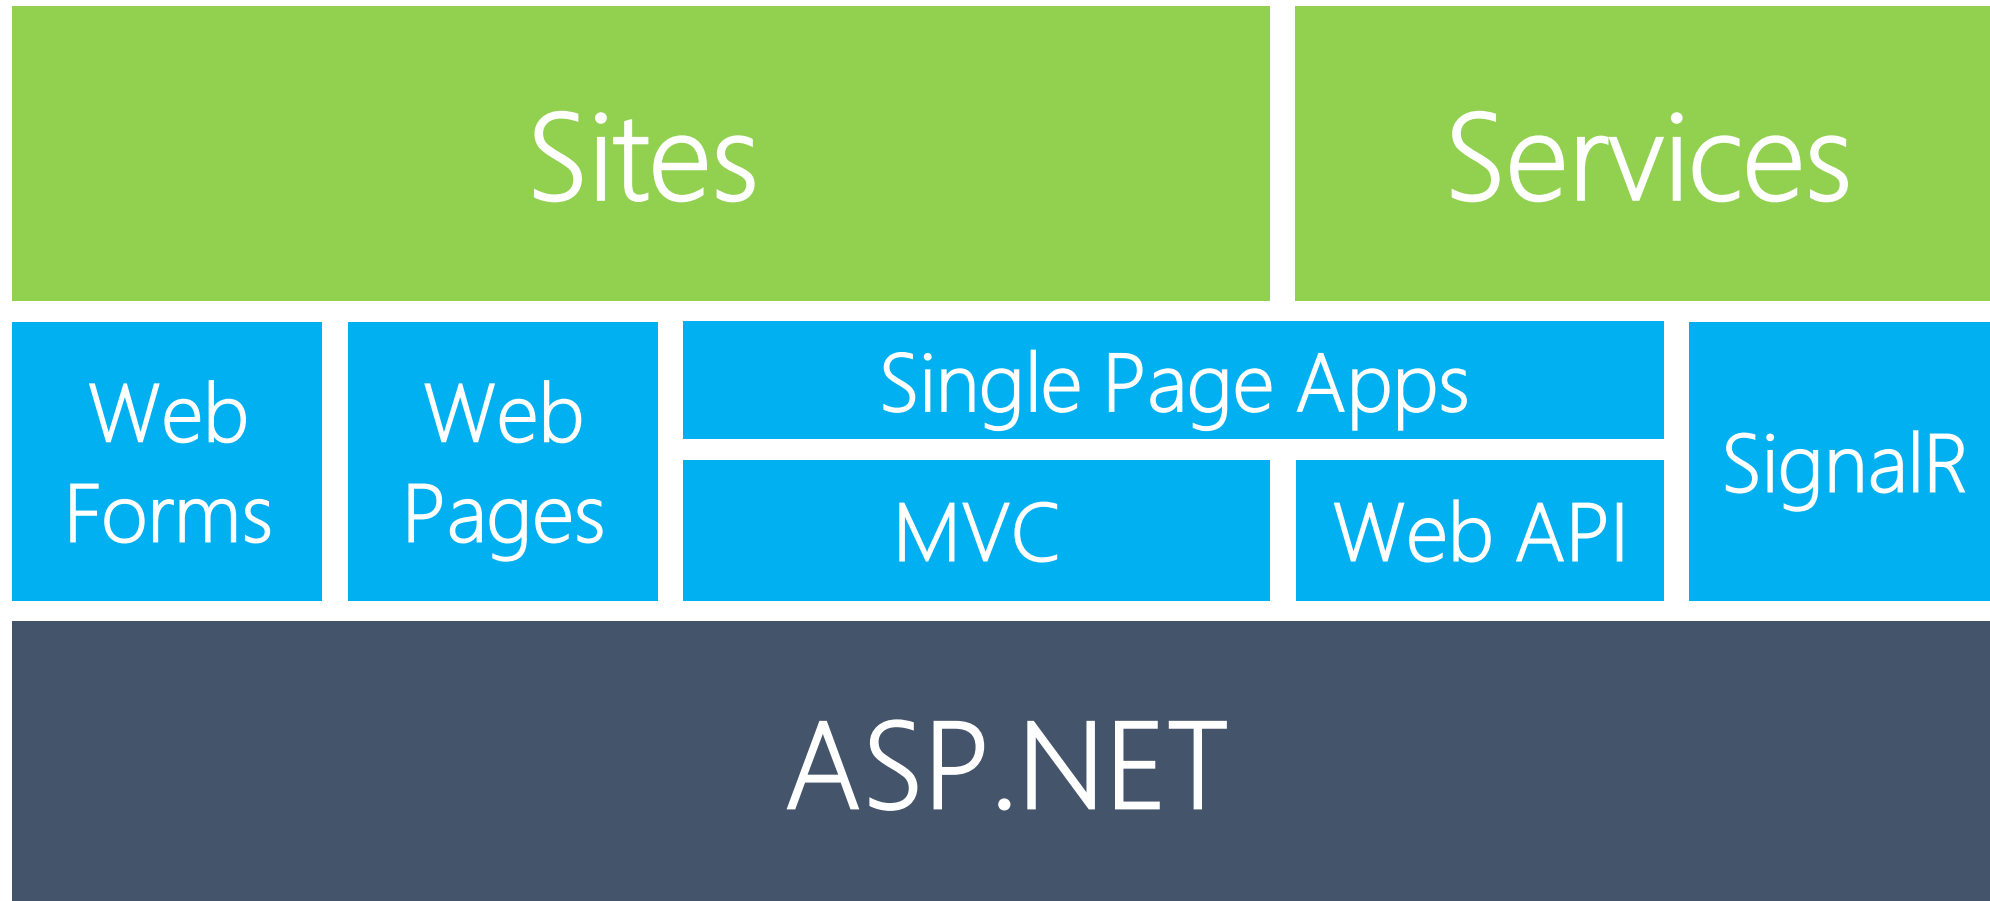 Sites
Services
Web
Forms
Web
Pages
Single Page Apps
MVC
Web API
SignalR
ASP.NET